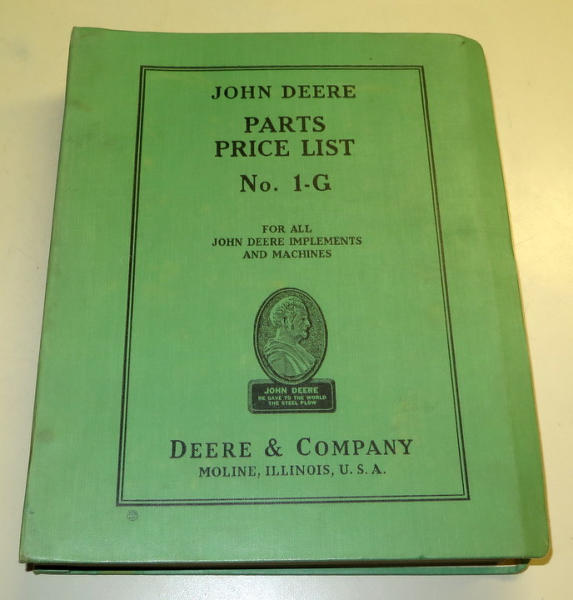 JOHN DEERE
PARTS
PRICE LIST
No. 1-G
FOR ALL
JOHN DEERE IMPLEMENTS
AND MACHINES
JOHN DEERE
HE GAVE TO THE WORLD
THE STEEL PLOW
DEERE & COMPANY
MOLINE, ILLINOIS, U. S. A.